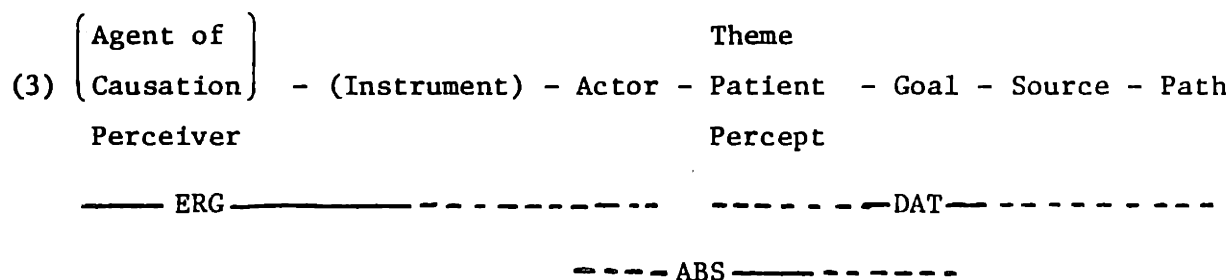 Agent of Theme
(3) Causation - (Instrument) - Actor - Patient - Goal - Source - Path
Perceiver Percept
ERG DAT
ABS